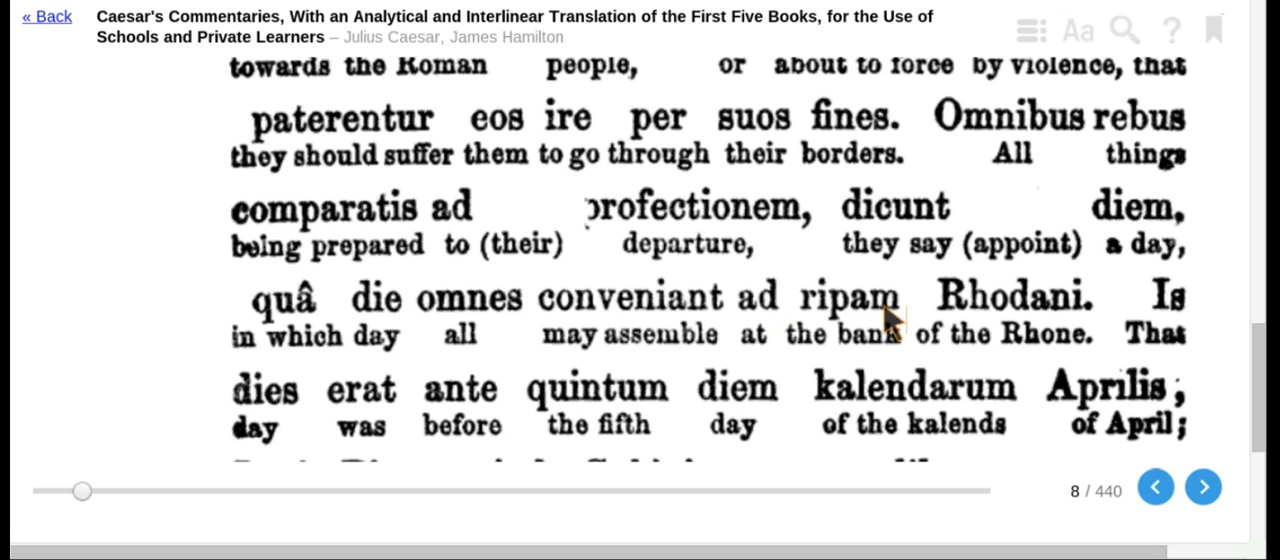 « Back
Caesar's Commentaries, With an Analytical and Interlinear Translation of the First Five Books, for the Use of
Schools and Private Learners – Julius Caesar, James Hamilton
Aa ?
towards the Roman people, or about to force by violence, that
paterentur eos ire per suos fines. Omnibus rebus
they should suffer them to go through their borders. All things
comparatis ad profectionem, dicunt diem,
being prepared to (their) departure, they say (appoint) a day,
quâ die omnes conveniant ad ripam Rhodani. Is
in which day all may assemble at the bank of the Rhone. That
dies erat ante quintum diem kalendarum Aprilis;
day was before the fifth day of the kalends of April;
8 / 440